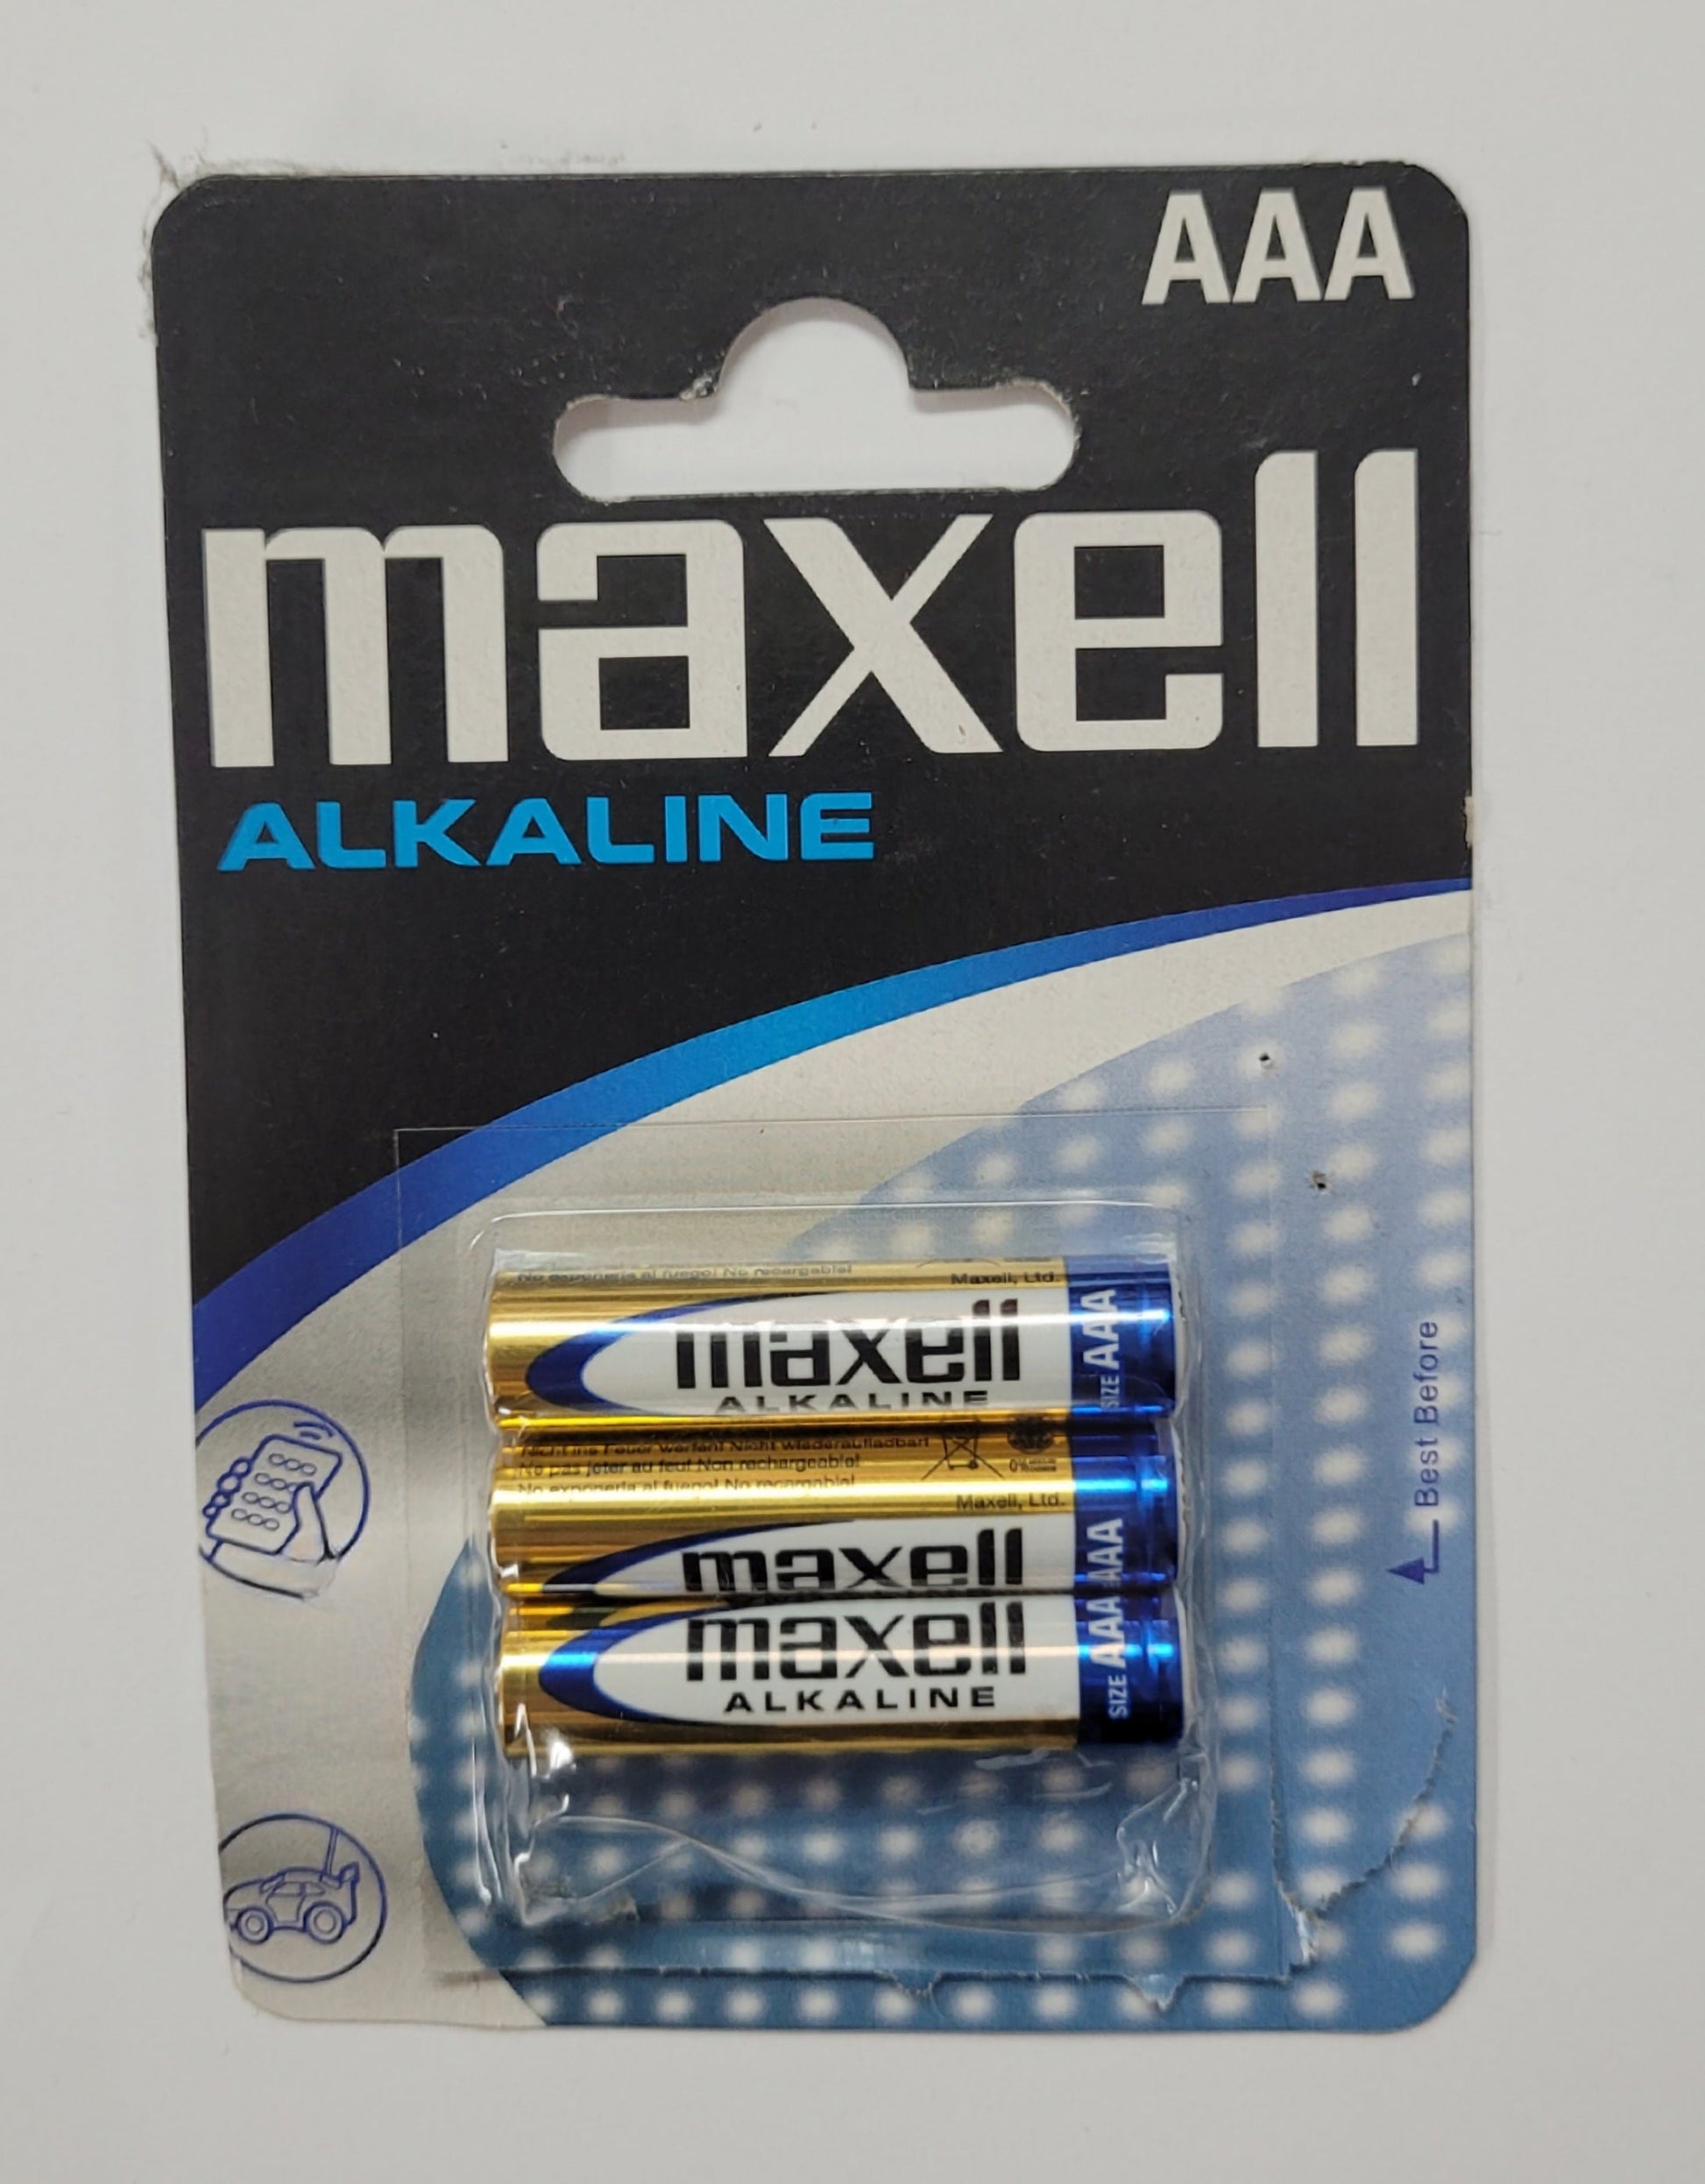 AAA
maxell
ALKALINE
No exponerla al fuego! No recargable!
Maxell, Ltd.
maxell
ALKALINE
SIZE AAA
Nicht ins Feuer werfen! Nicht wiederaufladbar!
Ne pas jeter au feu! Non rechargeable!
No exponerla al fuego! No recargable!
0%
Maxell, Ltd.
maxell
AAA
maxell
ALKALINE
SIZE AAA
Best Before